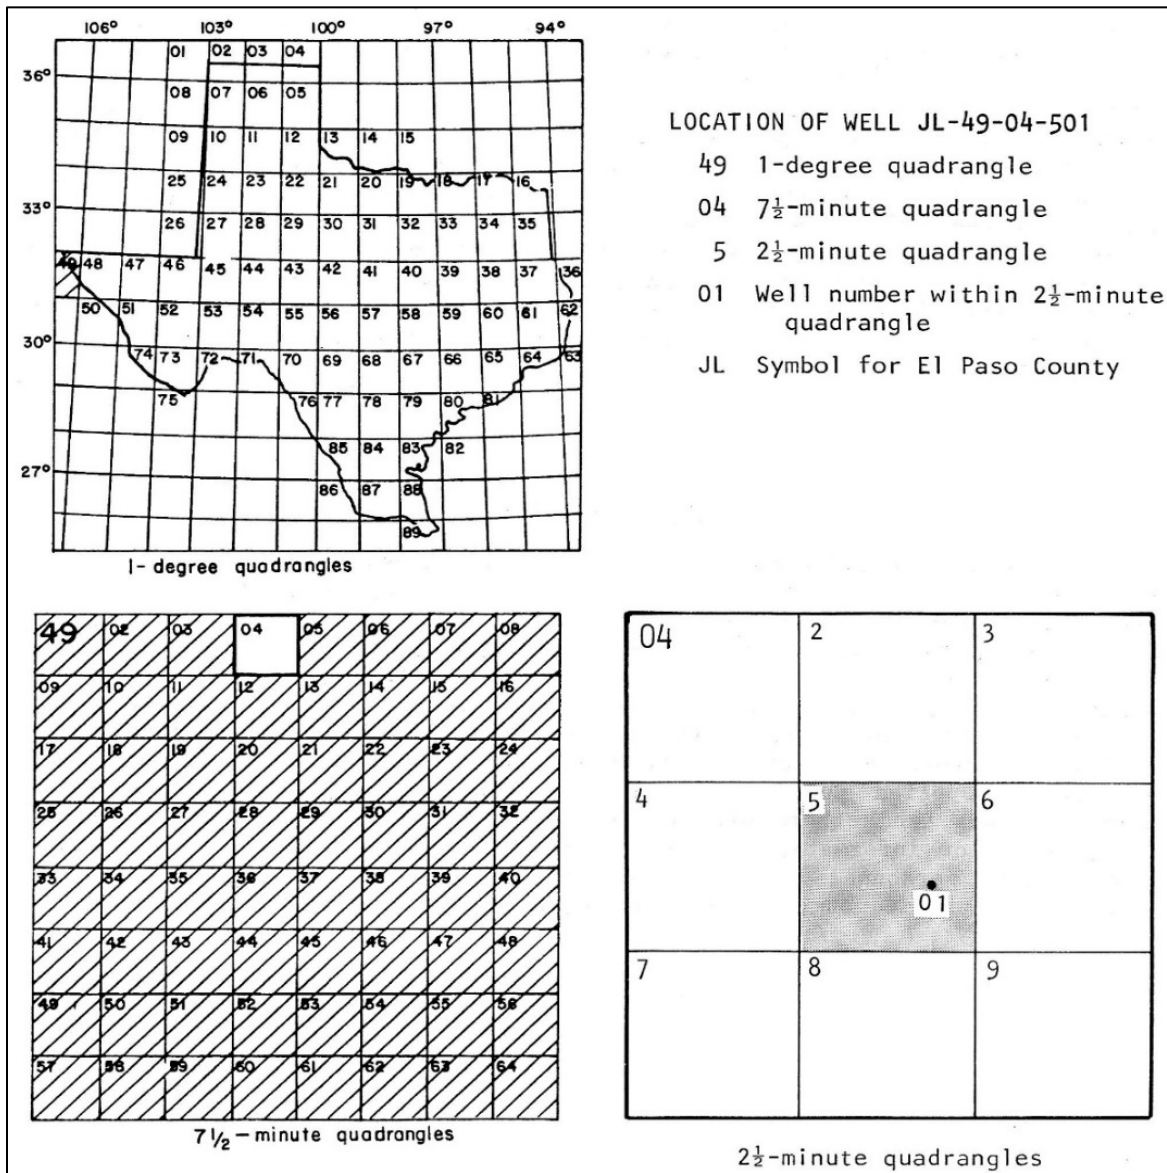 106° 103° 100° 97° 94°
36°
33°
30°
27°
01 02 03 04
08 07 06 05
09 10 11 12 13 14 15
25 24 23 22 21 20 19 18 17 16
26 27 28 29 30 31 32 33 34 35
49 48 47 46 45 44 43 42 41 40 39 38 37 36
50 51 52 53 54 55 56 57 58 59 60 61 62
74 73 72 71 70 69 68 67 66 65 64 63
75 76 77 78 79 80 81
85 84 83 82
86 87 88
89
1- degree quadrangles
LOCATION OF WELL JL-49-04-501
49 1-degree quadrangle
04 7½-minute quadrangle
5 2½-minute quadrangle
01 Well number within 2½-minute
quadrangle
JL Symbol for El Paso County
49 02 03 04 05 06 07 08
09 10 11 12 13 14 15 16
17 18 19 20 21 22 23 24
25 26 27 28 29 30 31 32
33 34 35 36 37 38 39 40
41 42 43 44 45 46 47 48
49 50 51 52 53 54 55 56
57 58 59 60 61 62 63 64
7 1/2 - minute quadrangles
04 2 3
4 5 6
01
7 8 9
2½-minute quadrangles